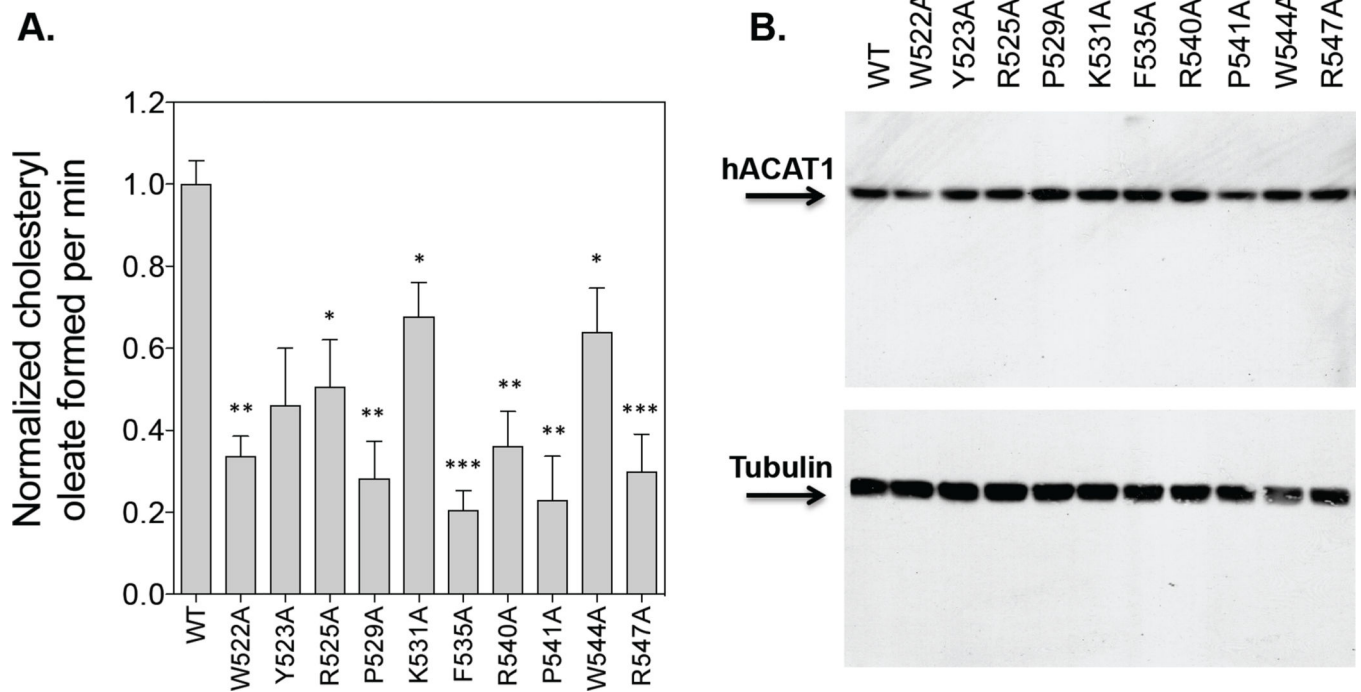 A.
Normalized cholesteryl
oleate formed per min
1.2
1.0
0.8
0.6
0.4
0.2
0.0
**
*
**
*
***
**
**
*
***
WT
W522A
Y523A
R525A
P529A
K531A
F535A
R540A
P541A
W544A
R547A
B.
WT
W522A
Y523A
R525A
P529A
K531A
F535A
R540A
P541A
W544A
R547A
hACAT1
Tubulin